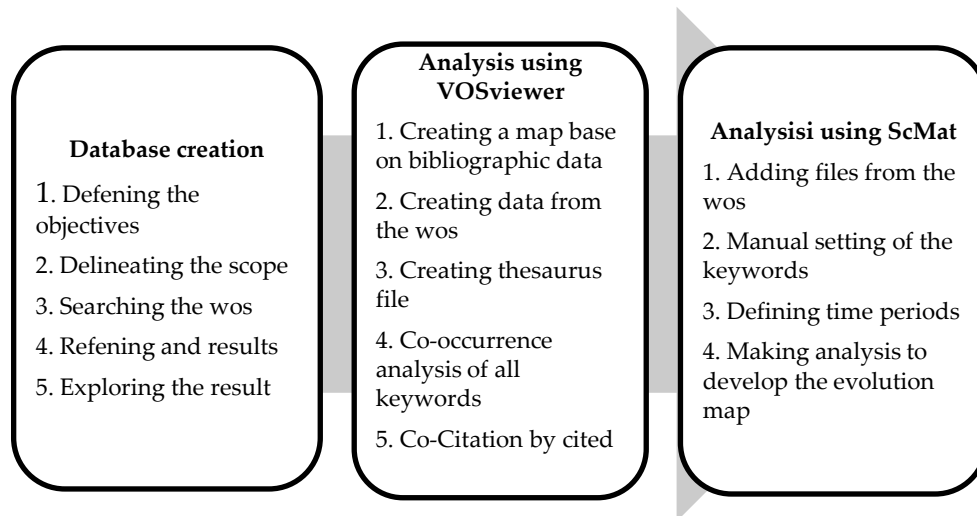 Database creation
1. Defening the
objectives
2. Delineating the scope
3. Searching the wos
4. Refening and results
5. Exploring the result
Analysis using
VOSviewer
1. Creating a map base
on bibliographic data
2. Creating data from
the wos
3. Creating thesaurus
file
4. Co-occurrence
analysis of all
keywords
5. Co-Citation by cited
Analysisi using ScMat
1. Adding files from the
wos
2. Manual setting of the
keywords
3. Defining time periods
4. Making analysis to
develop the evolution
map